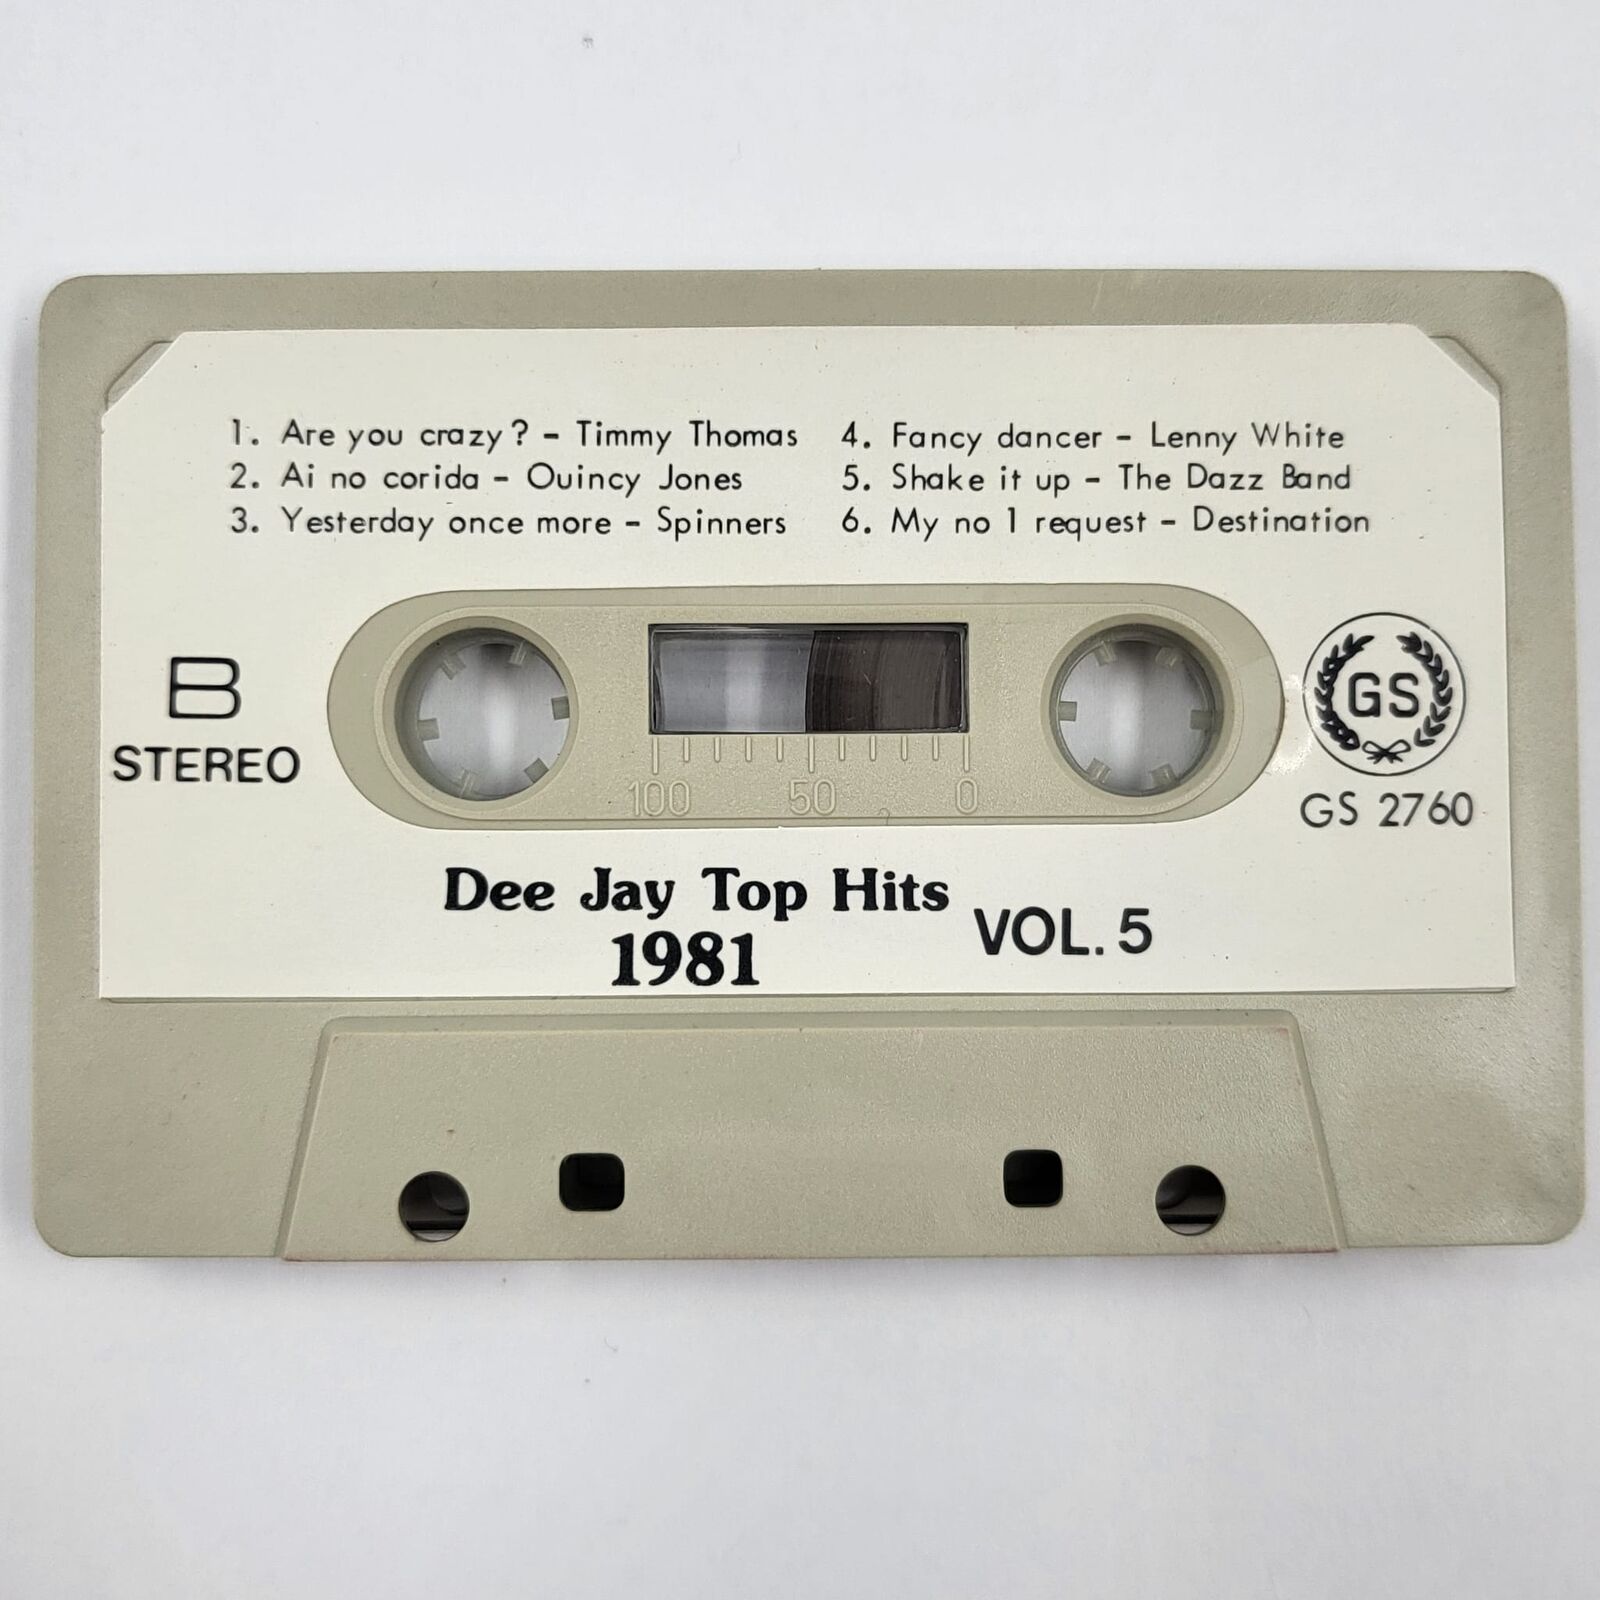 1. Are you crazy? - Timmy Thomas
2. Ai no corida - Ouincy Jones
3. Yesterday once more - Spinners
4. Fancy dancer - Lenny White
5. Shake it up - The Dazz Band
6. My no 1 request - Destination
B
STEREO
GS
GS 2760
100 50 0
Dee Jay Top Hits
1981
VOL. 5